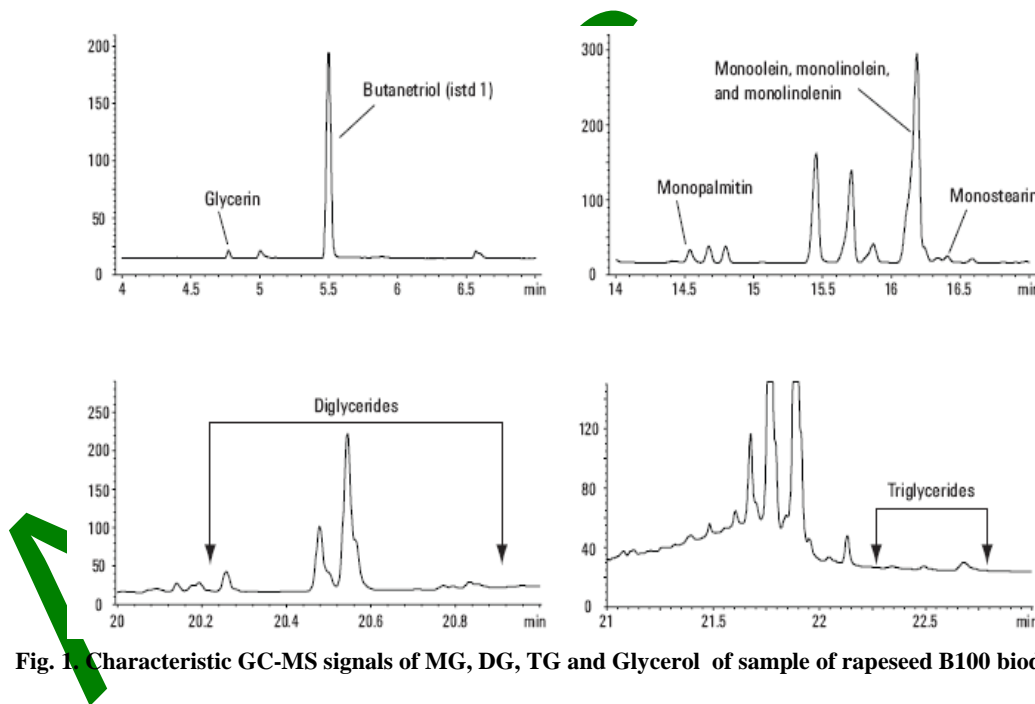 200
150
100
50
0
Butanetriol (istd 1)
Glycerin
4 4.5 5 5.5 6 6.5 min
300
200
100
0
Monoolein, monolinolein,
and monolinolenin
Monopalmitin
Monostearin
14 14.5 15 15.5 16 16.5 min
250
200
150
100
50
0
Diglycerides
20 20.2 20.4 20.6 20.8 min
120
80
40
0
Triglycerides
21 21.5 22 22.5 min
Fig. 1. Characteristic GC-MS signals of MG, DG, TG and Glycerol of sample of rapeseed B100